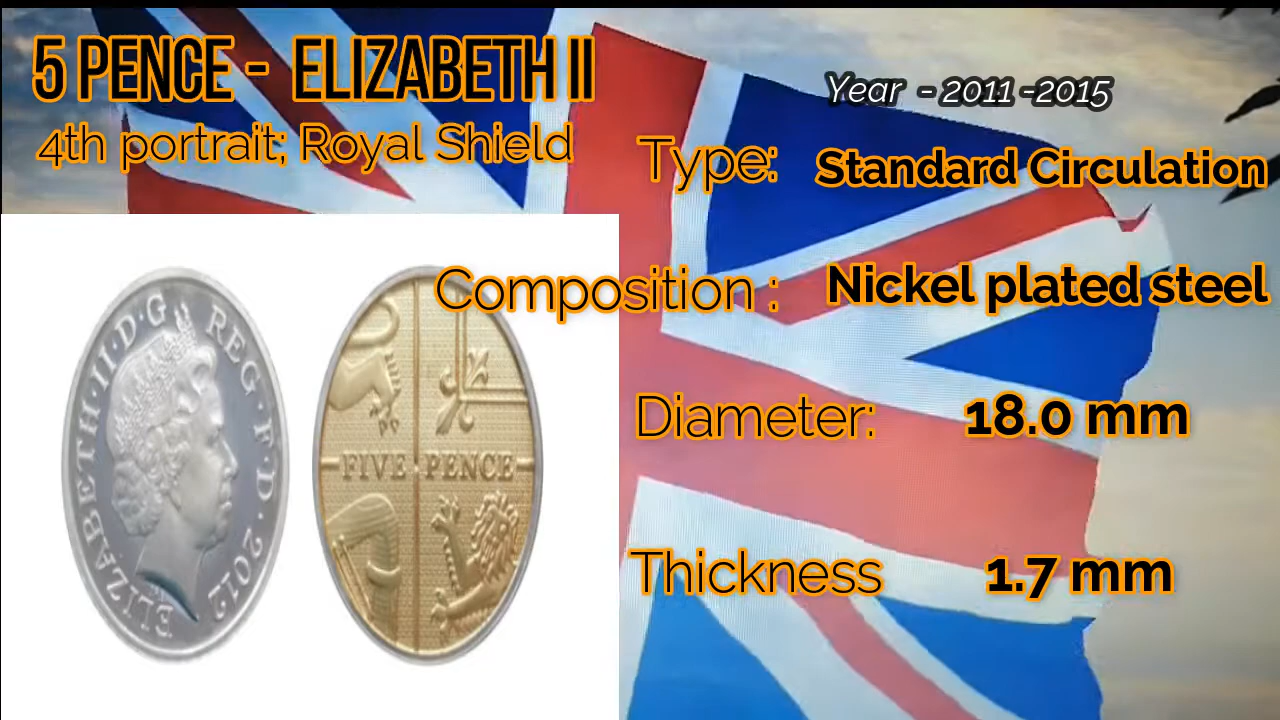 5 PENCE - ELIZABETH II
4th portrait; Royal Shield
Year - 2011 -2015
Type: Standard Circulation
Composition : Nickel plated steel
Diameter: 18.0 mm
Thickness 1.7 mm
ELIZABETH·II·D·G REG·F·D·2012
FIVE PENCE